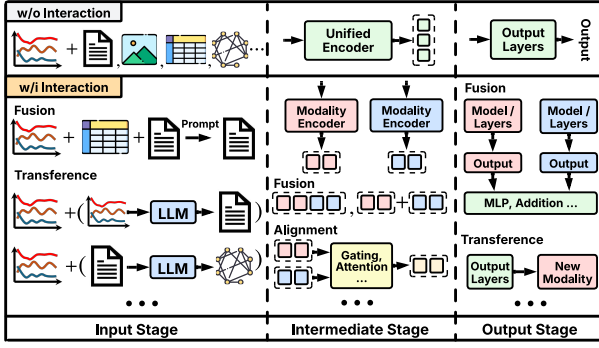 w/o Interaction
+ , , , ...
Unified
Encoder
Output
Layers
Output
w/i Interaction
Fusion
+ + Prompt
Transference
+( LLM )
+( LLM )
• • •
Modality
Encoder
Modality
Encoder
Fusion
, +
Alignment
Gating,
Attention
...
• • •
Fusion
Model /
Layers
Model /
Layers
Output
Output
MLP, Addition ...
Transference
Output
Layers
New
Modality
• • •
Input Stage
Intermediate Stage
Output Stage